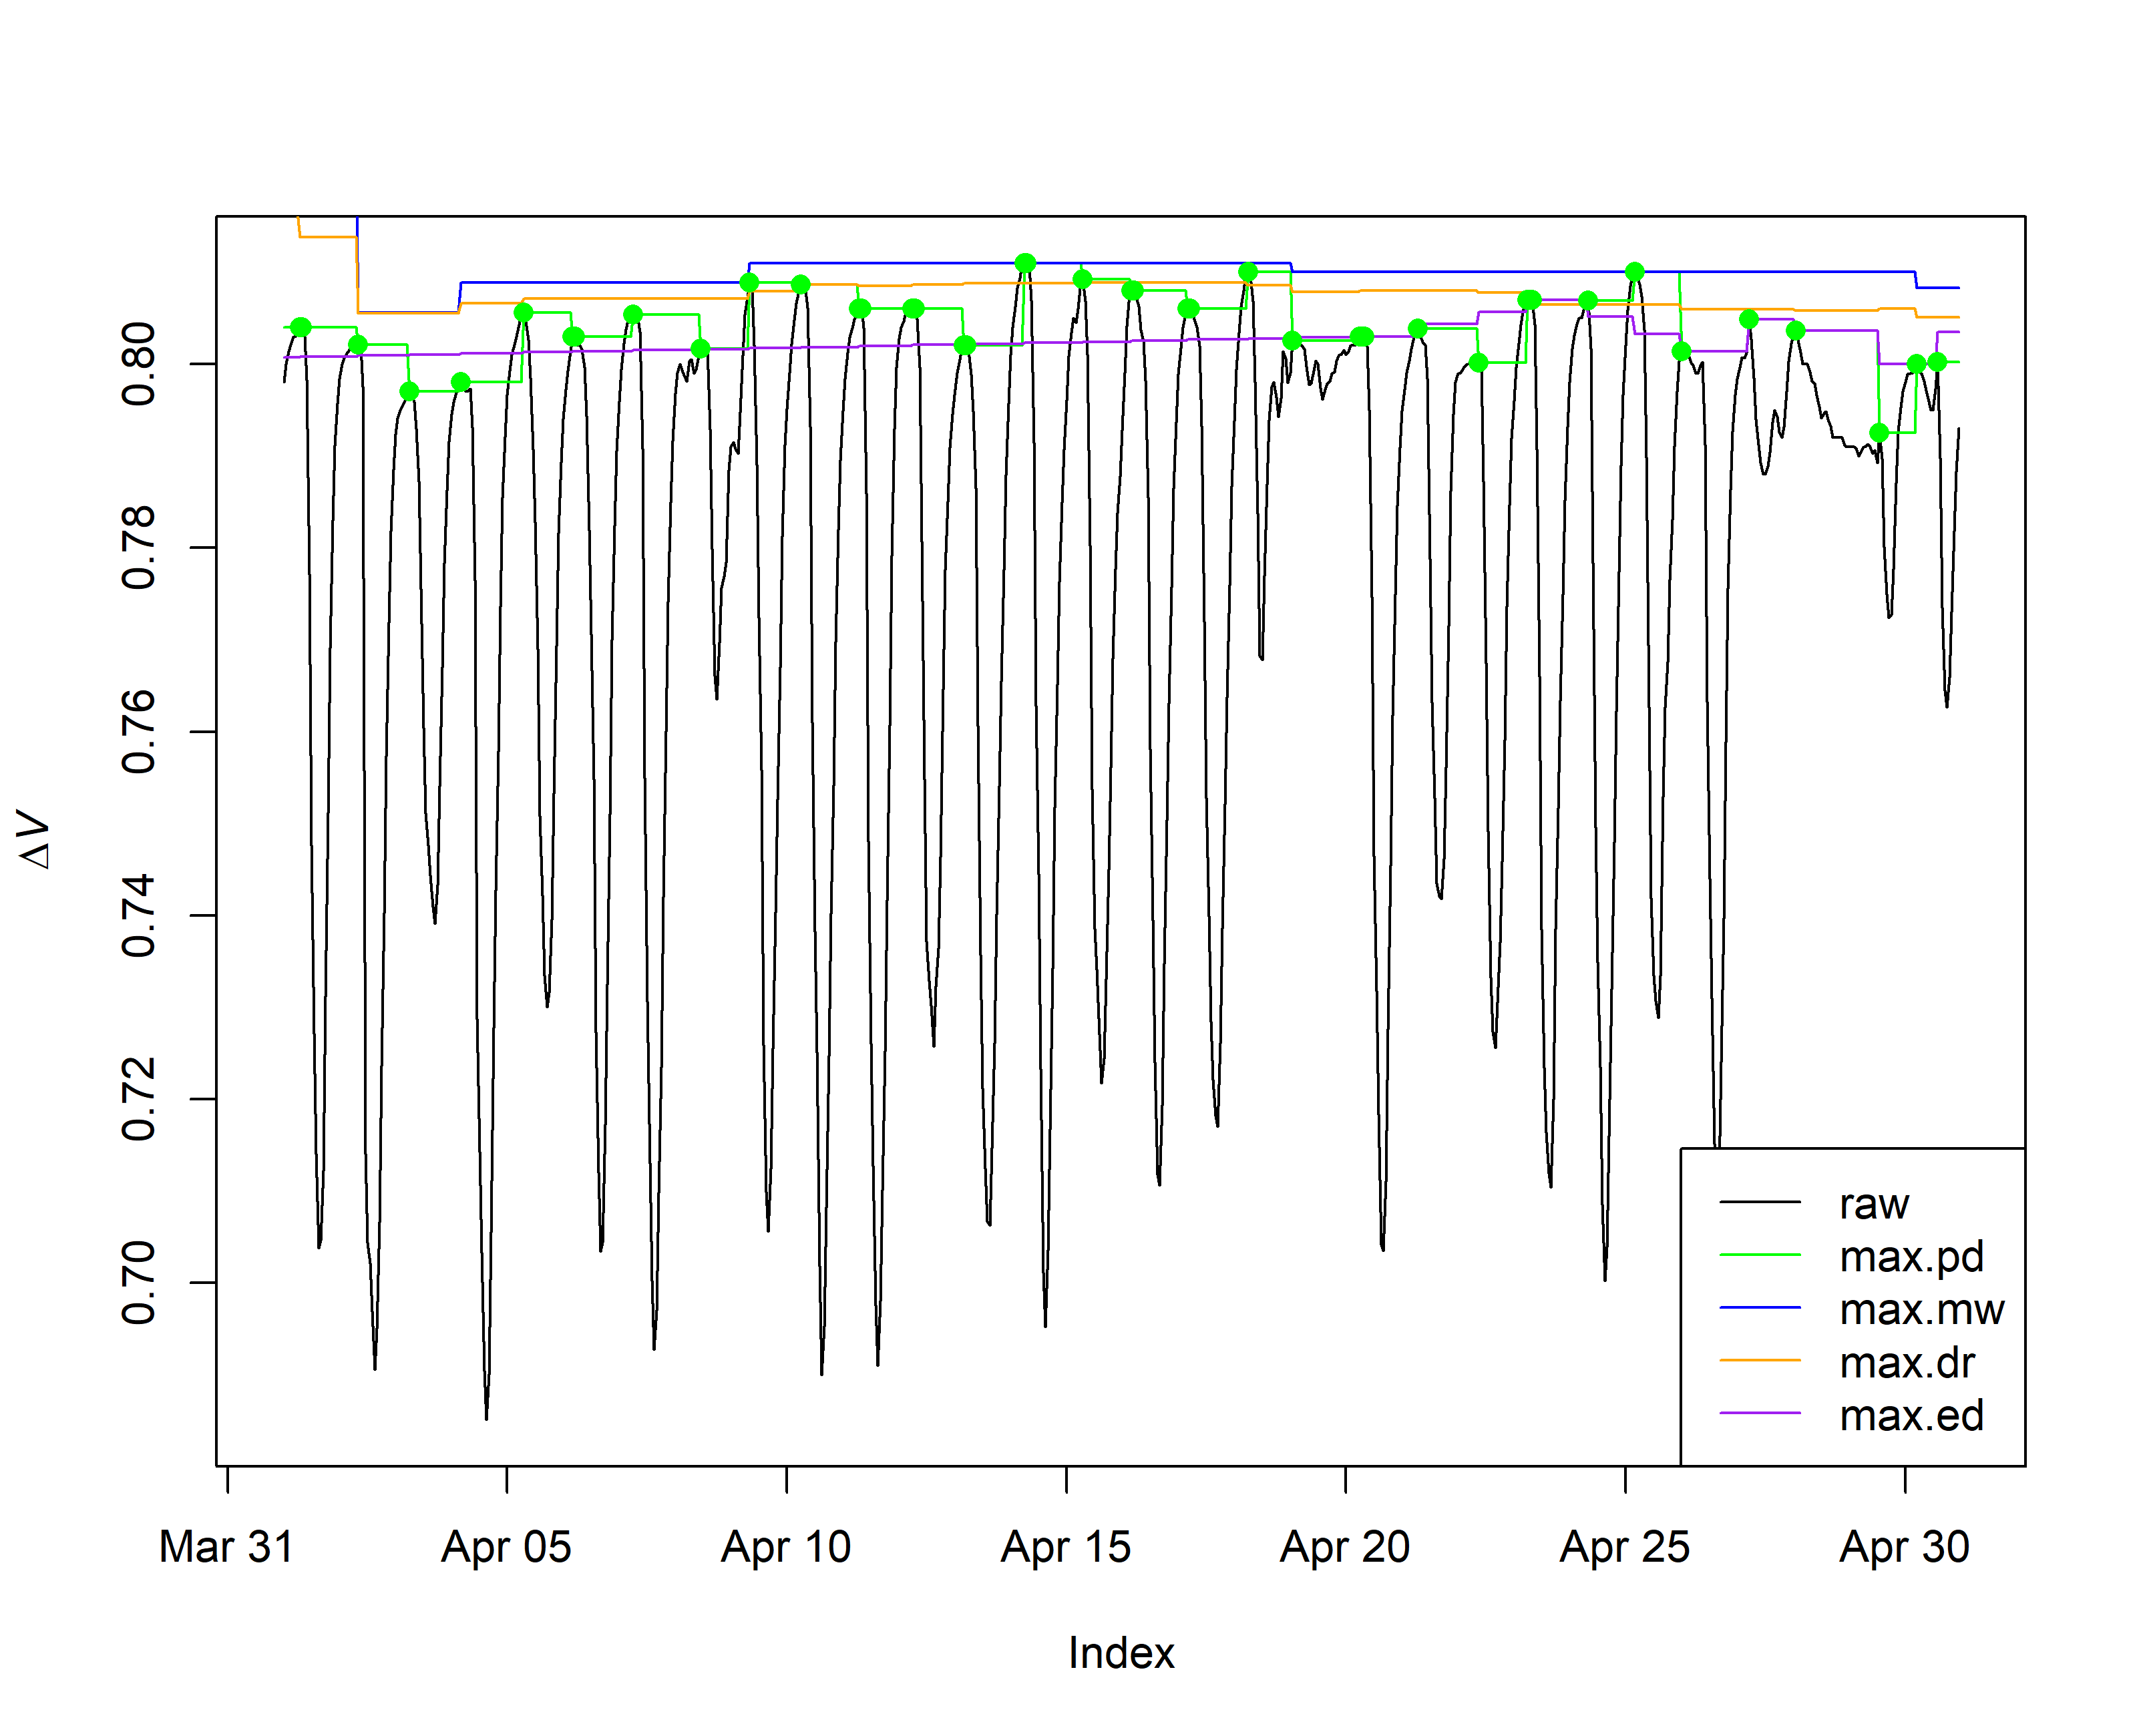 ΔV
0.80
0.78
0.76
0.74
0.72
0.70
Mar 31
Apr 05
Apr 10
Apr 15
Apr 20
Apr 25
Apr 30
Index
raw
max.pd
max.mw
max.dr
max.ed